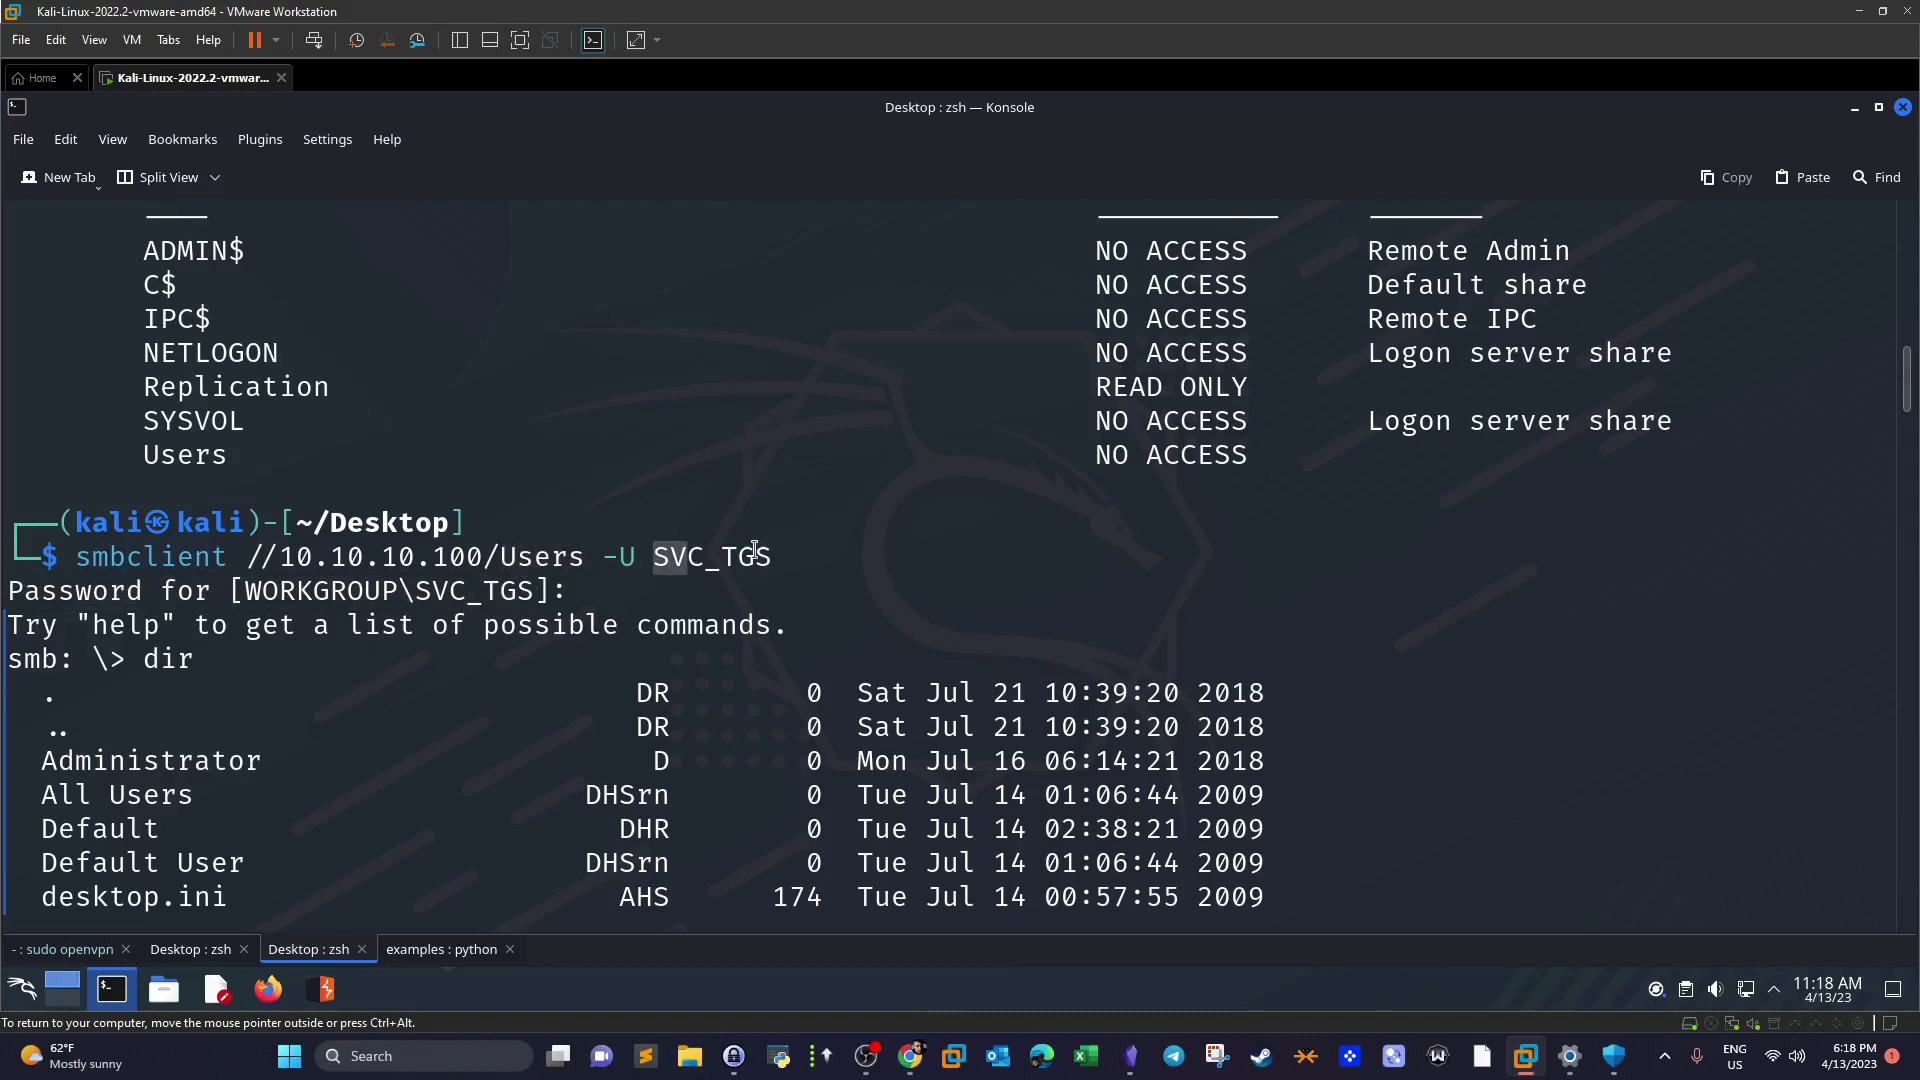 Kali-Linux-2022.2-vmware-amd64 - VMware Workstation
File Edit View VM Tabs Help
Home Kali-Linux-2022.2-vmwar...
Desktop : zsh — Konsole
File Edit View Bookmarks Plugins Settings Help
New Tab Split View Copy Paste Find
ADMIN$ NO ACCESS Remote Admin
C$ NO ACCESS Default share
IPC$ NO ACCESS Remote IPC
NETLOGON NO ACCESS Logon server share
Replication READ ONLY
SYSVOL NO ACCESS Logon server share
Users NO ACCESS
(kali㉿kali)-[~/Desktop]
$ smbclient //10.10.10.100/Users -U SVC_TGS
Password for [WORKGROUP\SVC_TGS]:
Try "help" to get a list of possible commands.
smb: \> dir
. DR 0 Sat Jul 21 10:39:20 2018
.. DR 0 Sat Jul 21 10:39:20 2018
Administrator D 0 Mon Jul 16 06:14:21 2018
All Users DHSrn 0 Tue Jul 14 01:06:44 2009
Default DHR 0 Tue Jul 14 02:38:21 2009
Default User DHSrn 0 Tue Jul 14 01:06:44 2009
desktop.ini AHS 174 Tue Jul 14 00:57:55 2009
- : sudo openvpn Desktop : zsh Desktop : zsh examples : python
11:18 AM
4/13/23
To return to your computer, move the mouse pointer outside or press Ctrl+Alt.
62°F
Mostly sunny
Search
ENG
US
6:18 PM
4/13/2023
1